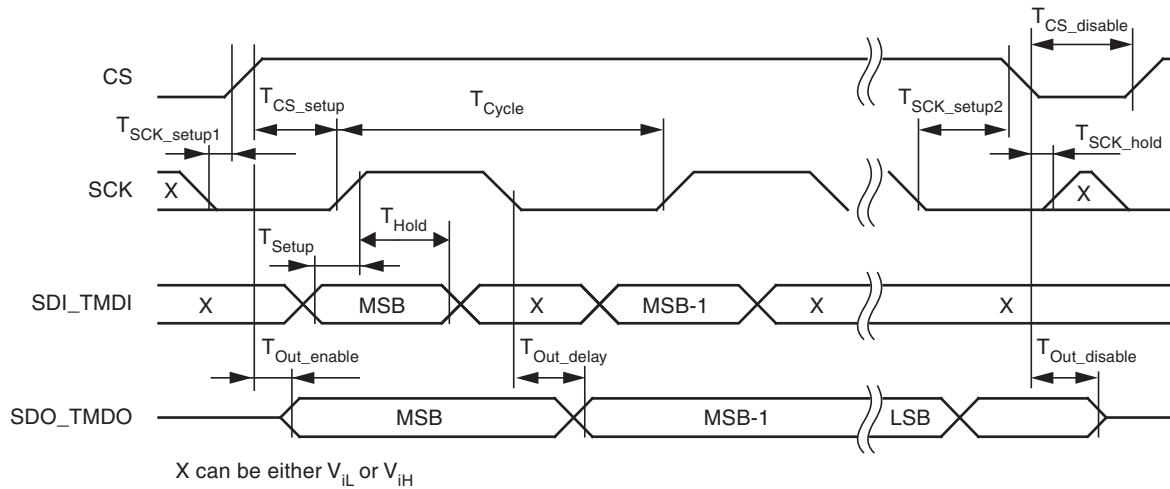 T_CS_disable
CS
T_CS_setup
T_Cycle
T_SCK_setup2
T_SCK_setup1
T_SCK_hold
SCK
X
X
T_Hold
T_Setup
SDI_TMDI
X
MSB
X
MSB-1
X
X
T_Out_enable
T_Out_delay
T_Out_disable
SDO_TMDO
MSB
MSB-1
LSB
X can be either V_iL or V_iH